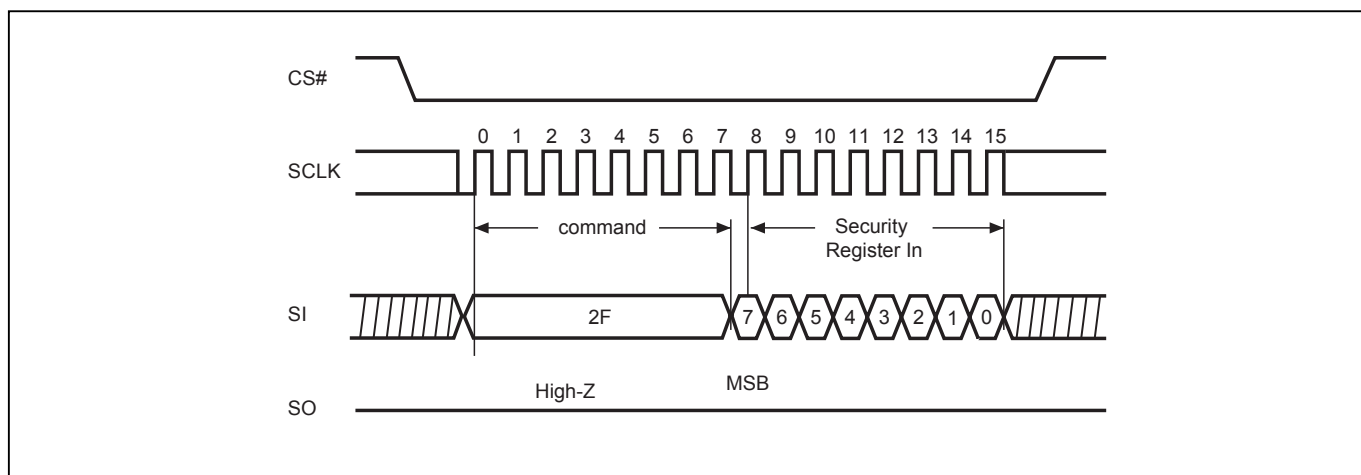 CS#
0 1 2 3 4 5 6 7 8 9 10 11 12 13 14 15
SCLK
command
Security
Register In
SI
2F
7 6 5 4 3 2 1 0
High-Z
MSB
SO